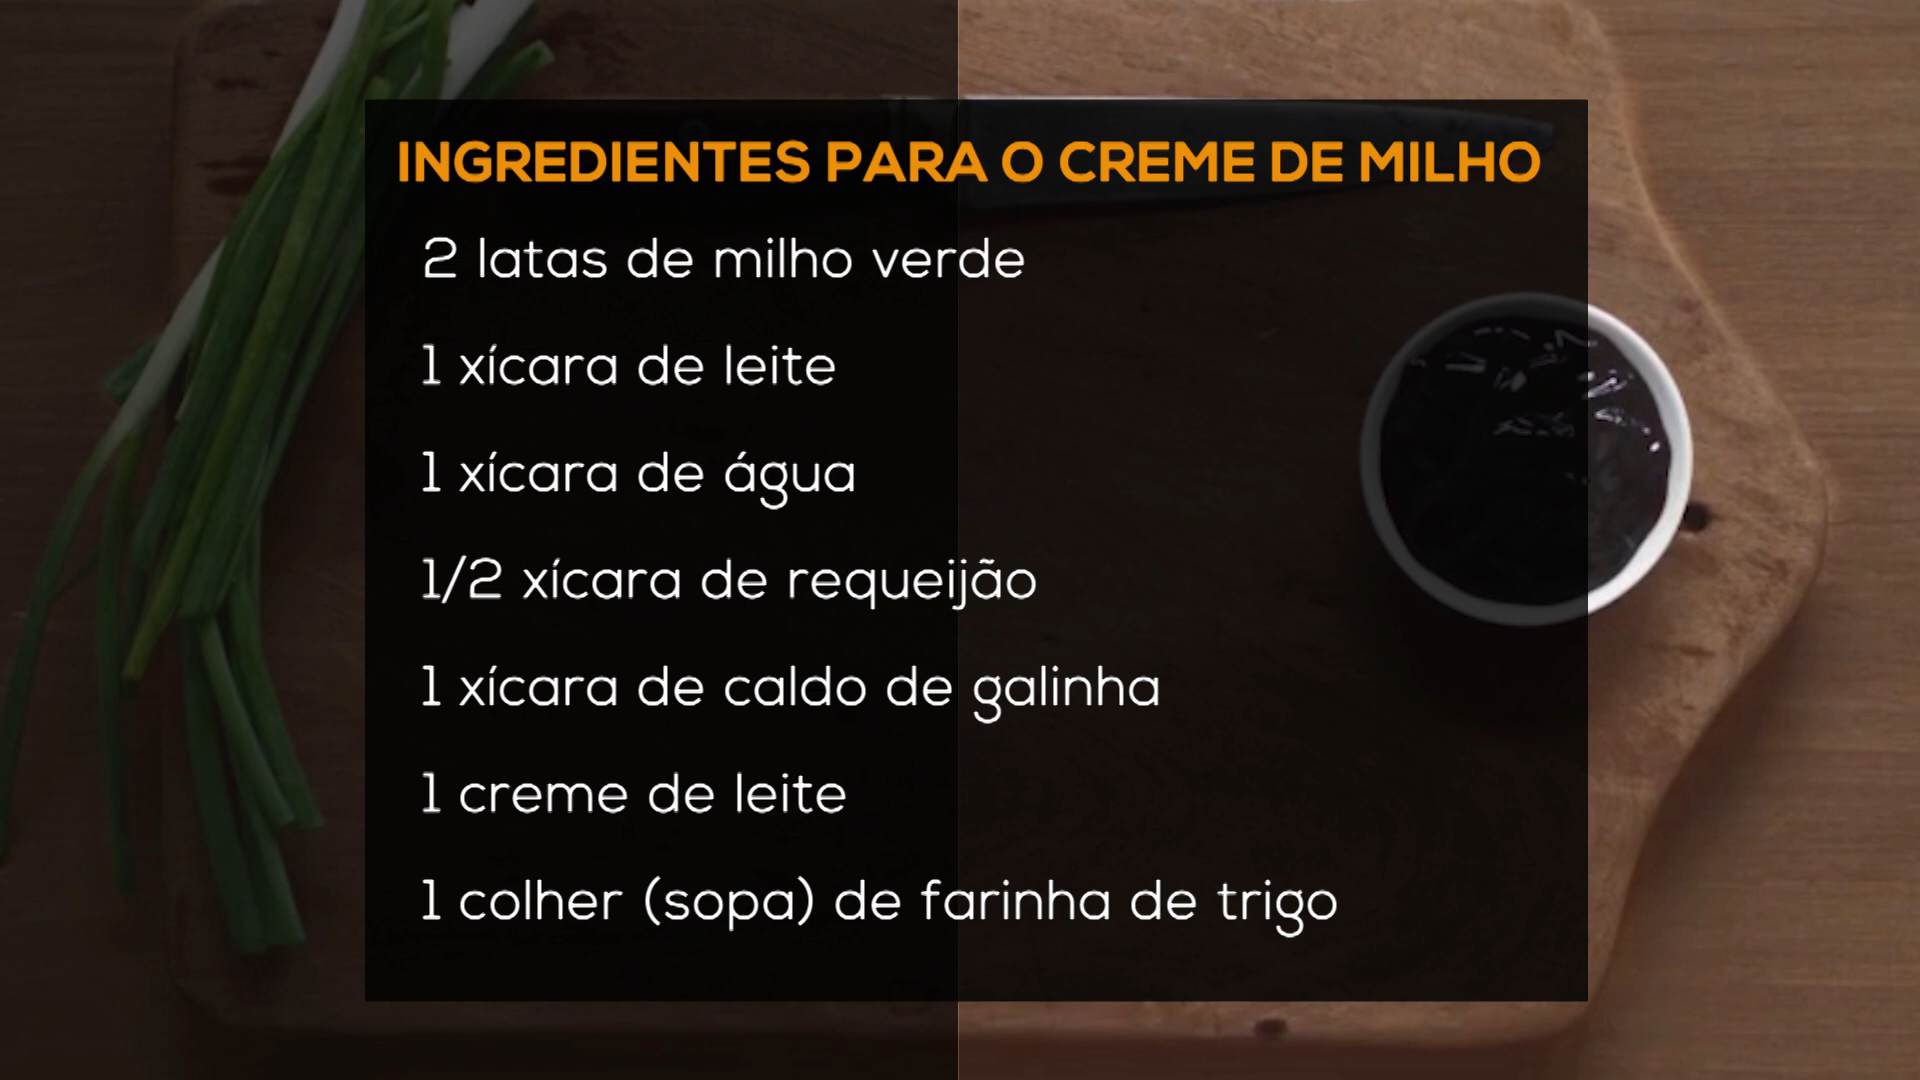 INGREDIENTES PARA O CREME DE MILHO
2 latas de milho verde
1 xícara de leite
1 xícara de água
1/2 xícara de requeijão
1 xícara de caldo de galinha
1 creme de leite
1 colher (sopa) de farinha de trigo